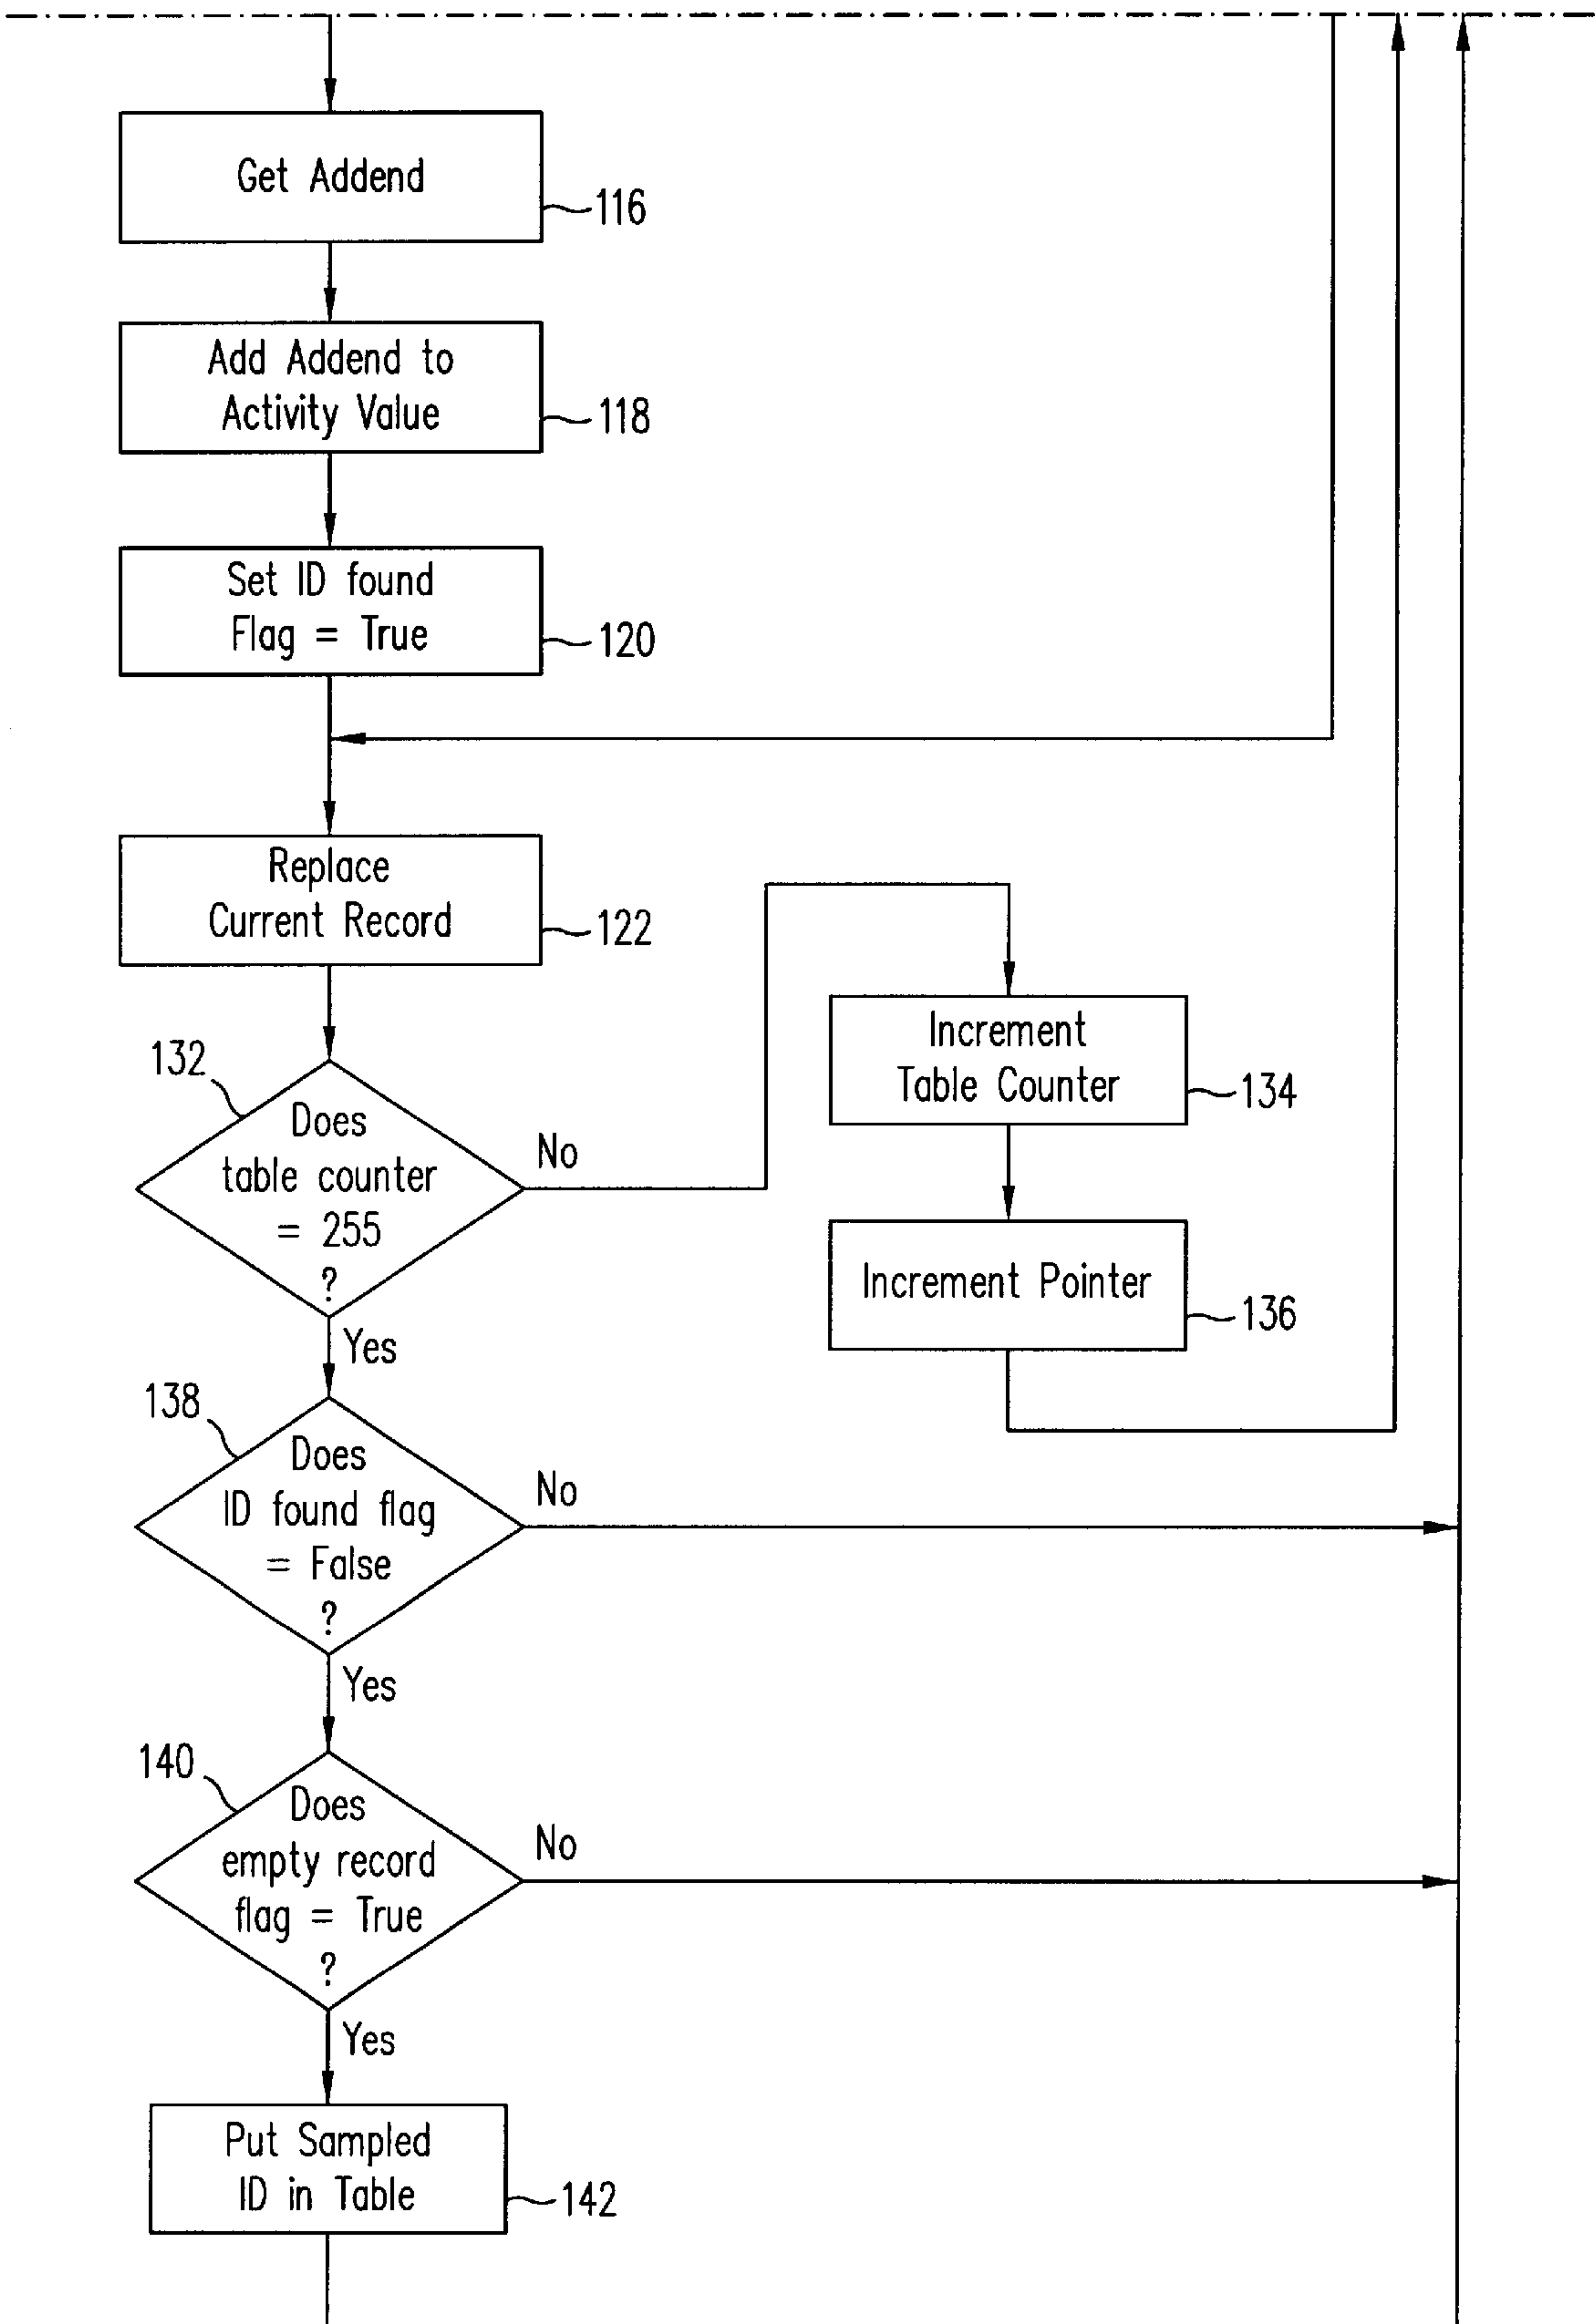 Get Addend
116
Add Addend to
Activity Value
118
Set ID found
Flag = True
120
Replace
Current Record
122
Increment
Table Counter
134
132
Does
table counter
= 255
?
No
Yes
Increment Pointer
136
138
Does
ID found flag
= False
?
No
Yes
140
Does
empty record
flag = True
?
No
Yes
Put Sampled
ID in Table
142